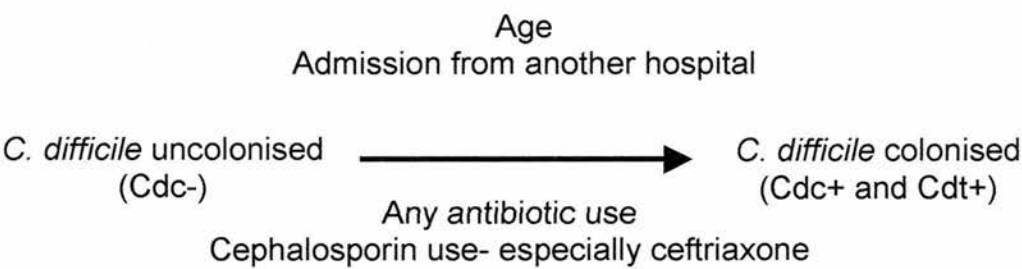 Age
Admission from another hospital
C. difficile uncolonised
(Cdc-)
C. difficile colonised
(Cdc+ and Cdt+)
Any antibiotic use
Cephalosporin use- especially ceftriaxone